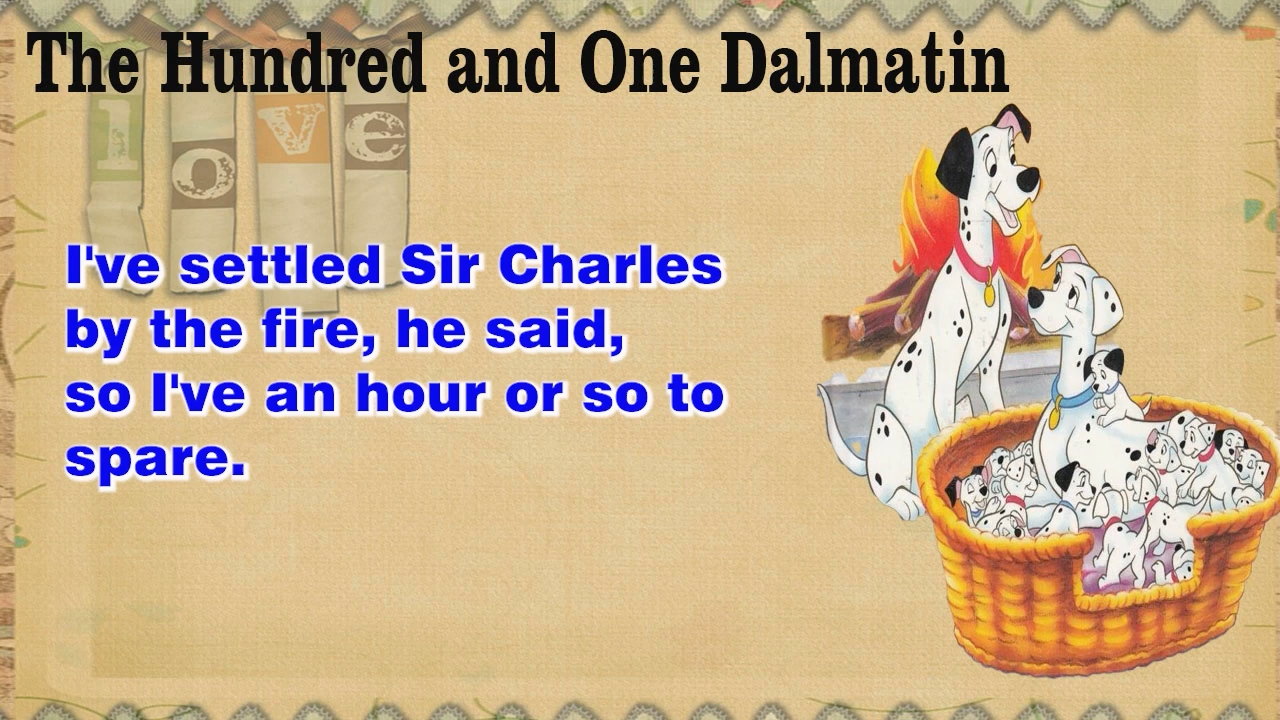 The Hundred and One Dalmatin
love
I've settled Sir Charles
by the fire, he said,
so I've an hour or so to
spare.